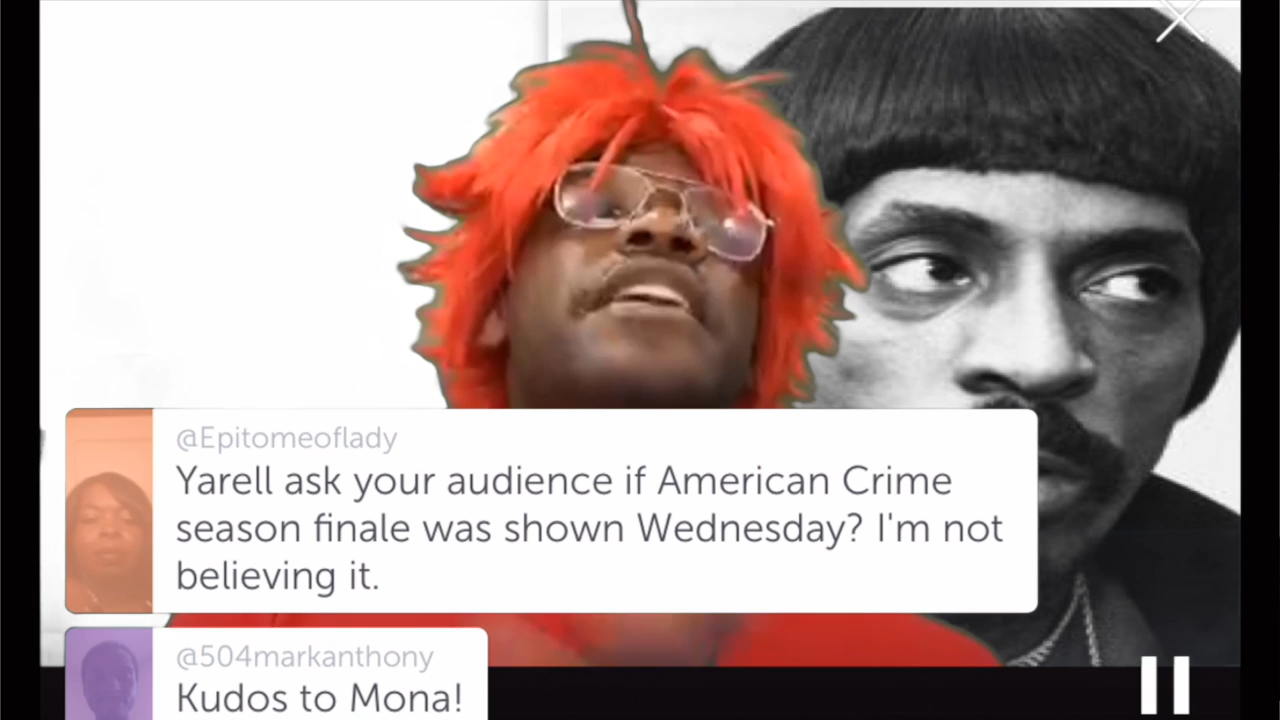 @Epitomeoflady
Yarell ask your audience if American Crime
season finale was shown Wednesday? I'm not
believing it.
@504markanthony
Kudos to Mona!